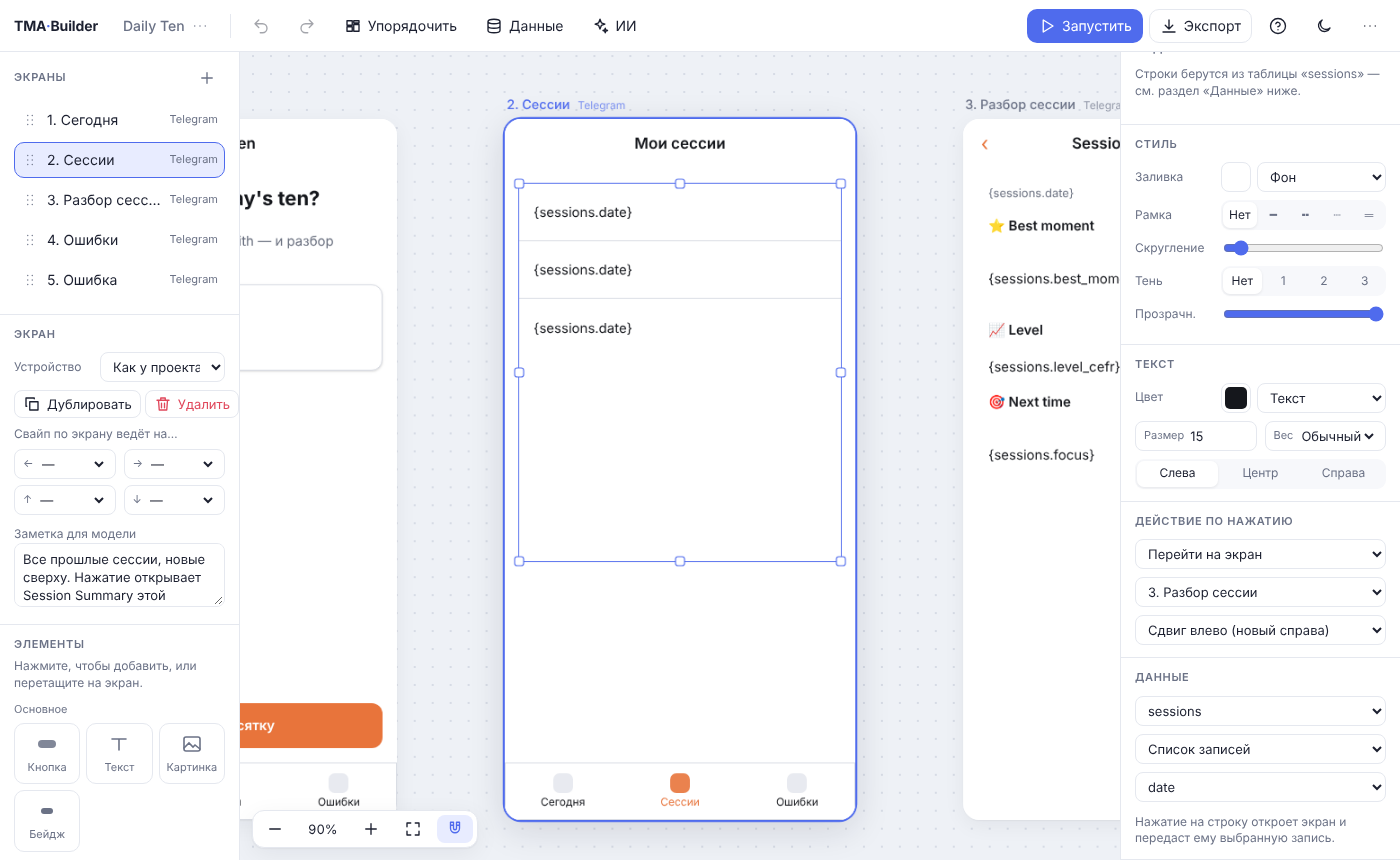 TMA·Builder
Daily Ten ···
Упорядочить
Данные
ИИ
Запустить
Экспорт
···
ЭКРАНЫ
1. Сегодня Telegram
2. Сессии Telegram
3. Разбор сесс... Telegram
4. Ошибки Telegram
5. Ошибка Telegram
ЭКРАН
Устройство Как у проекта
Дублировать Удалить
Свайп по экрану ведёт на...
← — → —
↑ — ↓ —
Заметка для модели
Все прошлые сессии, новые
сверху. Нажатие открывает
Session Summary этой
ЭЛЕМЕНТЫ
Нажмите, чтобы добавить, или
перетащите на экран.
Основное
Кнопка Текст Картинка
Бейдж
en
ay's ten?
ith — и разбор
сятку
Ошибки
90%
2. Сессии Telegram
Мои сессии
{sessions.date}
{sessions.date}
{sessions.date}
Сегодня Сессии Ошибки
3. Разбор сессии Telegra
Sessio
{sessions.date}
⭐ Best moment
{sessions.best_mom
📈 Level
{sessions.level_cefr}
🎯 Next time
{sessions.focus}
Строки берутся из таблицы «sessions» —
см. раздел «Данные» ниже.
СТИЛЬ
Заливка Фон
Рамка Нет
Скругление
Тень Нет 1 2 3
Прозрачн.
ТЕКСТ
Цвет Текст
Размер 15 Вес Обычный
Слева Центр Справа
ДЕЙСТВИЕ ПО НАЖАТИЮ
Перейти на экран
3. Разбор сессии
Сдвиг влево (новый справа)
ДАННЫЕ
sessions
Список записей
date
Нажатие на строку откроет экран и
передаст ему выбранную запись.